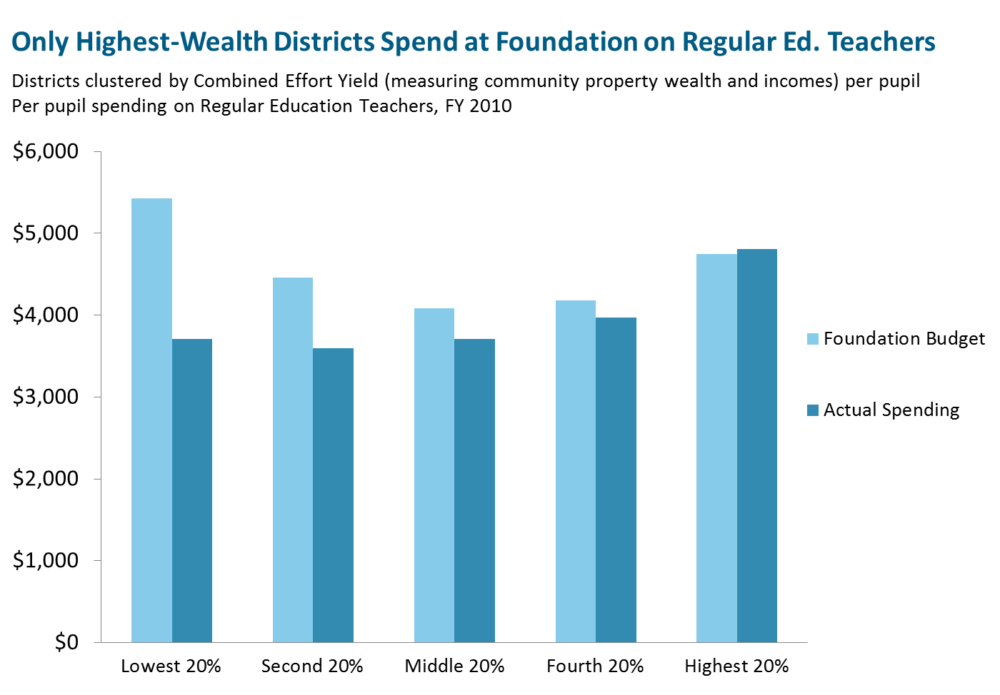 Only Highest-Wealth Districts Spend at Foundation on Regular Ed. Teachers
Districts clustered by Combined Effort Yield (measuring community property wealth and incomes) per pupil
Per pupil spending on Regular Education Teachers, FY 2010
$6,000
$5,000
$4,000
$3,000
$2,000
$1,000
$0
Lowest 20%
Second 20%
Middle 20%
Fourth 20%
Highest 20%
Foundation Budget
Actual Spending